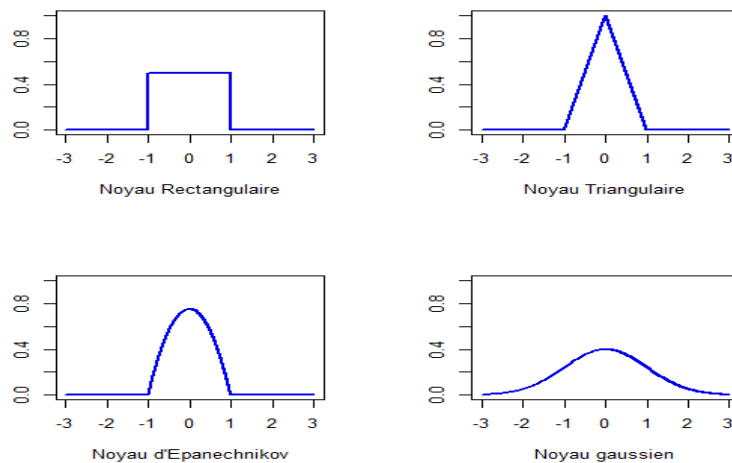 0.8
0.4
0.0
-3 -2 -1 0 1 2 3
Noyau Rectangulaire
0.8
0.4
0.0
-3 -2 -1 0 1 2 3
Noyau Triangulaire
0.8
0.4
0.0
-3 -2 -1 0 1 2 3
Noyau d'Epanechnikov
0.8
0.4
0.0
-3 -2 -1 0 1 2 3
Noyau gaussien